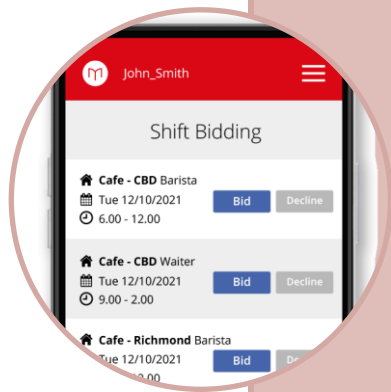 John_Smith
Shift Bidding
Cafe - CBD Barista
Tue 12/10/2021 Bid Decline
6.00 - 12.00
Cafe - CBD Waiter
Tue 12/10/2021 Bid Decline
9.00 - 2.00
Cafe - Richmond Barista
Tue 12/10/2021 Bid